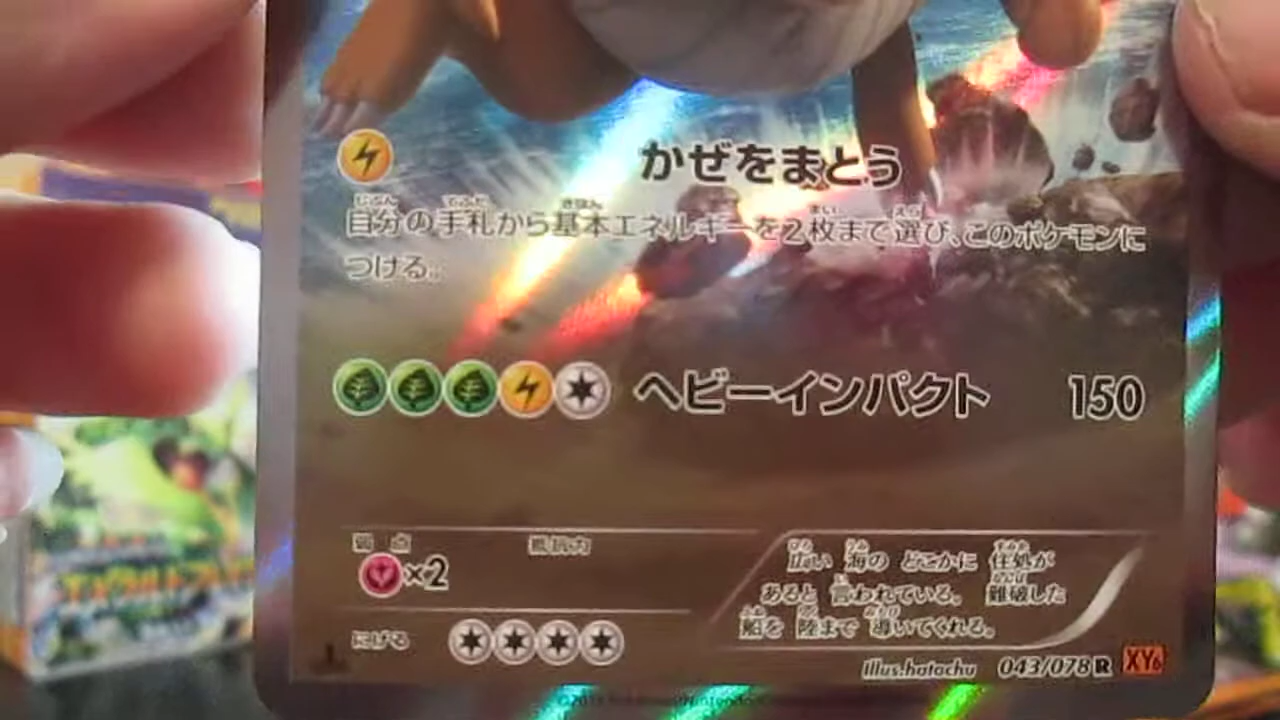 かぜをまとう
自分の手札から基本エネルギーを2枚まで選び、このポケモンに
つける。
ヘビーインパクト 150
弱点 抵抗力
×2
広い 海の どこかに 住処が
あると 言われている。 難破した
船を 陸まで 導いてくれる。
にげる
Illus.hatachu 043/078 R XY6